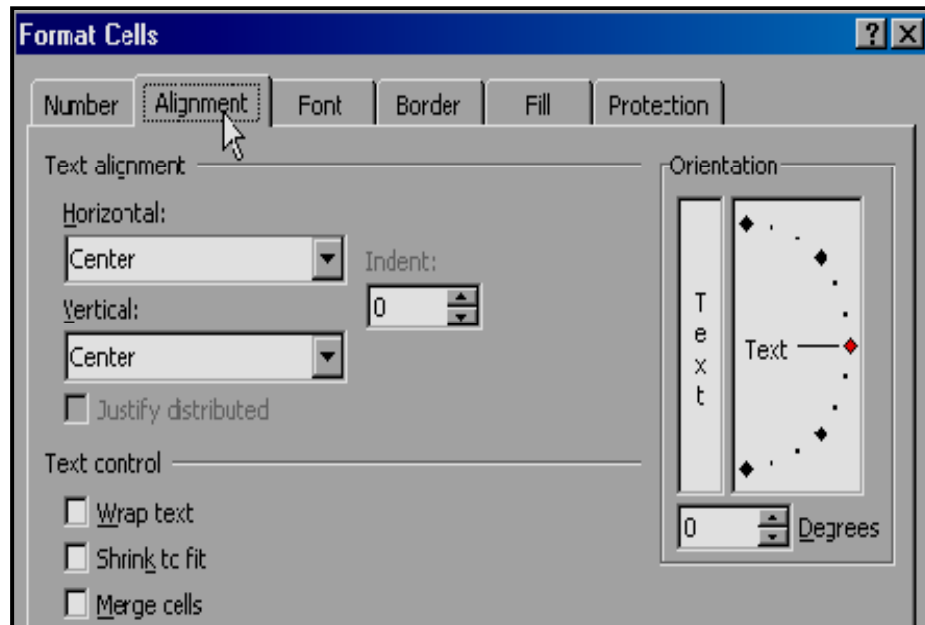 Format Cells
Number Alignment Font Border Fill Protection
Text alignment
Horizontal:
Center
Indent:
0
Vertical:
Center
Justify distributed
Text control
Wrap text
Shrink to fit
Merge cells
Orientation
Text
Text
0 Degrees